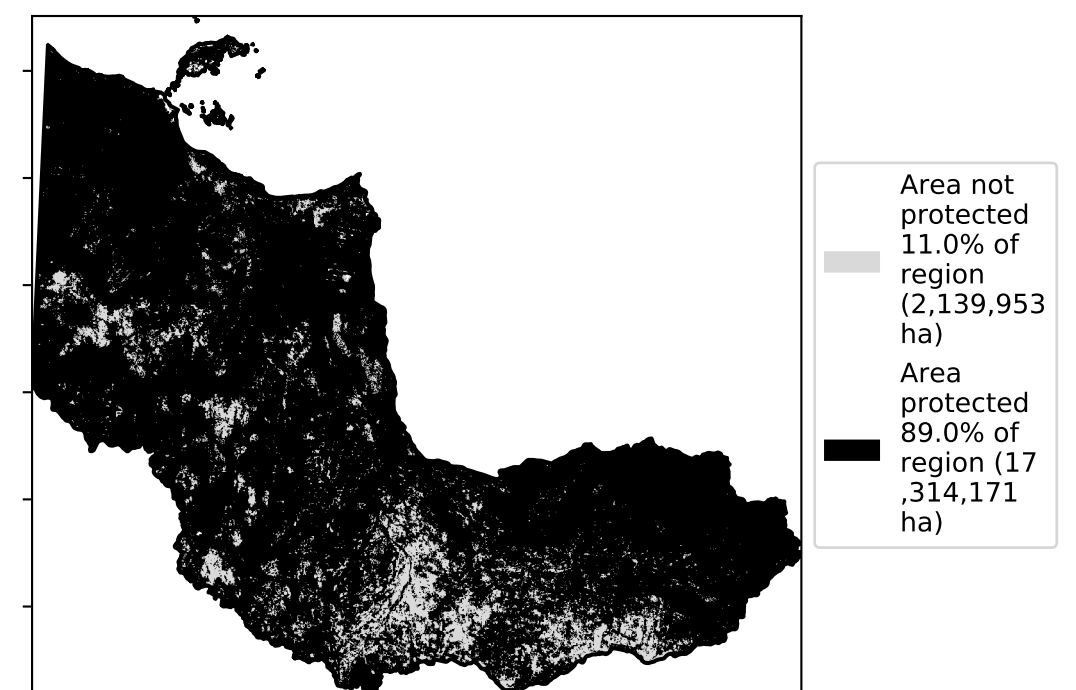 Area not
protected
11.0% of
region
(2,139,953
ha)
Area
protected
89.0% of
region (17
,314,171
ha)